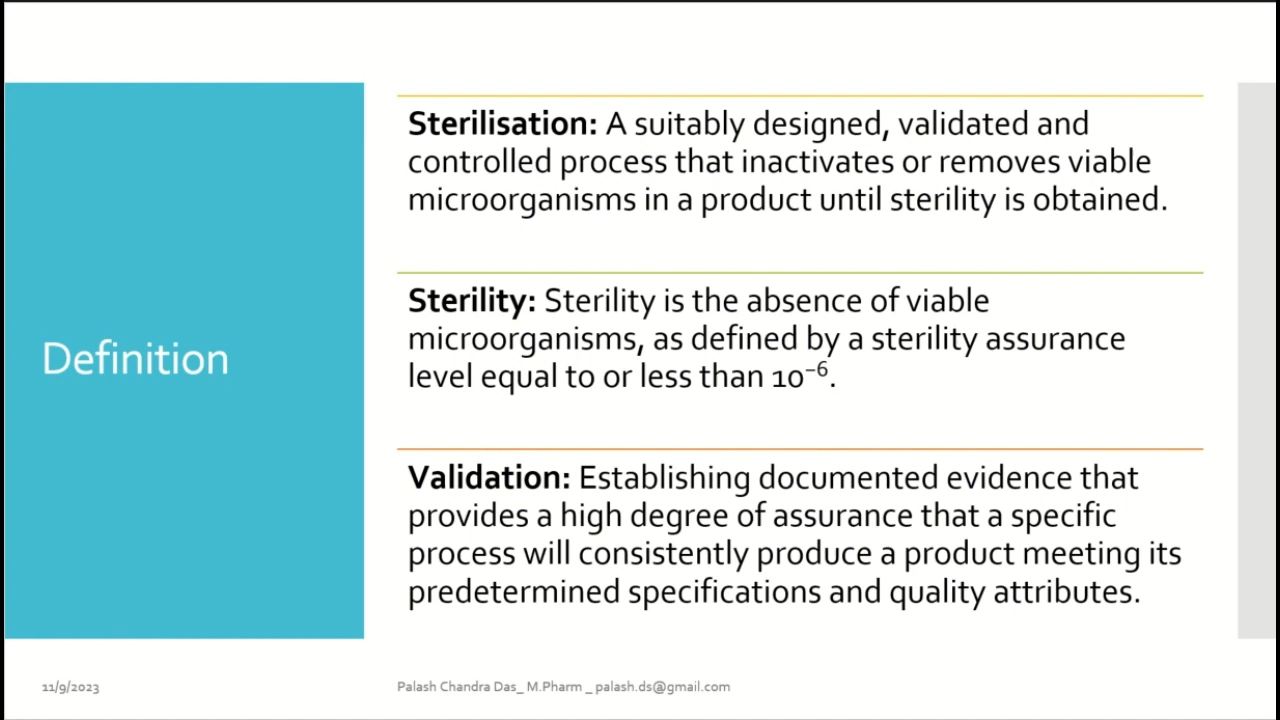 Definition
Sterilisation: A suitably designed, validated and
controlled process that inactivates or removes viable
microorganisms in a product until sterility is obtained.
Sterility: Sterility is the absence of viable
microorganisms, as defined by a sterility assurance
level equal to or less than 10⁻⁶.
Validation: Establishing documented evidence that
provides a high degree of assurance that a specific
process will consistently produce a product meeting its
predetermined specifications and quality attributes.
11/9/2023
Palash Chandra Das_ M.Pharm _ palash.ds@gmail.com